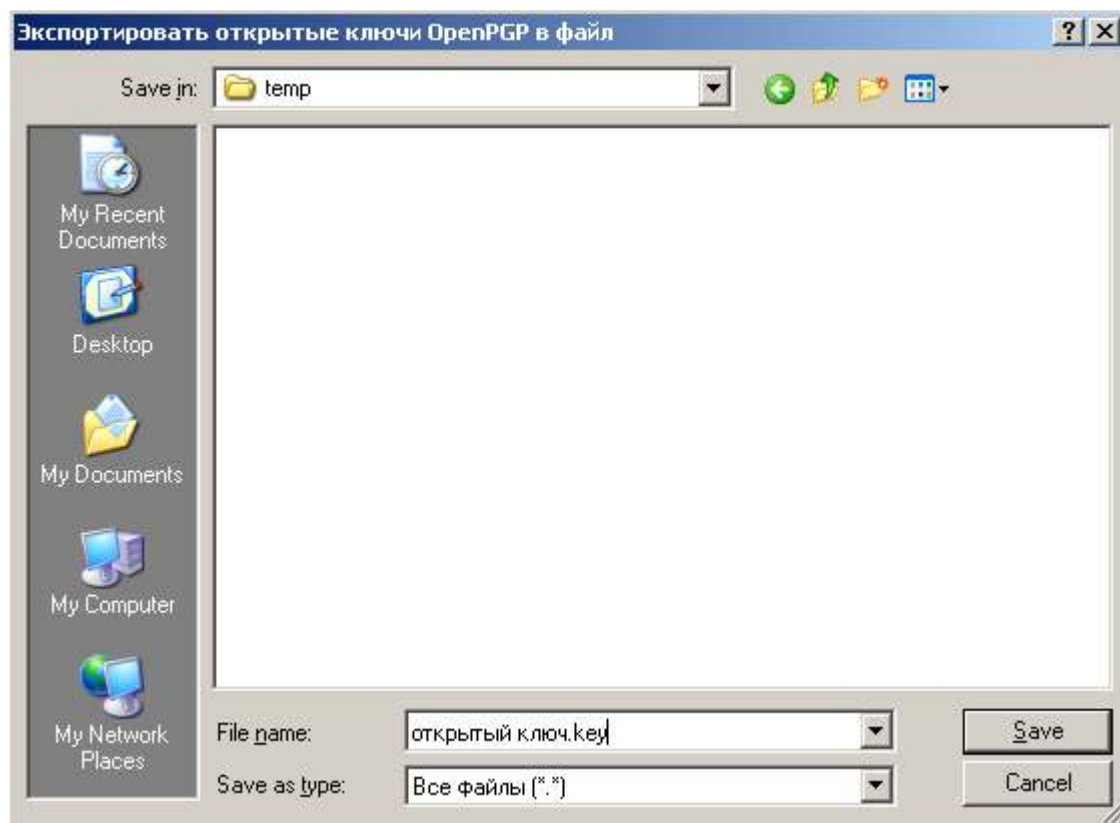 Экспортировать открытые ключи OpenPGP в файл
Save in: temp
My Recent
Documents
Desktop
My Documents
My Computer
My Network
Places
File name: открытый ключ.key Save
Save as type: Все файлы (*.*) Cancel